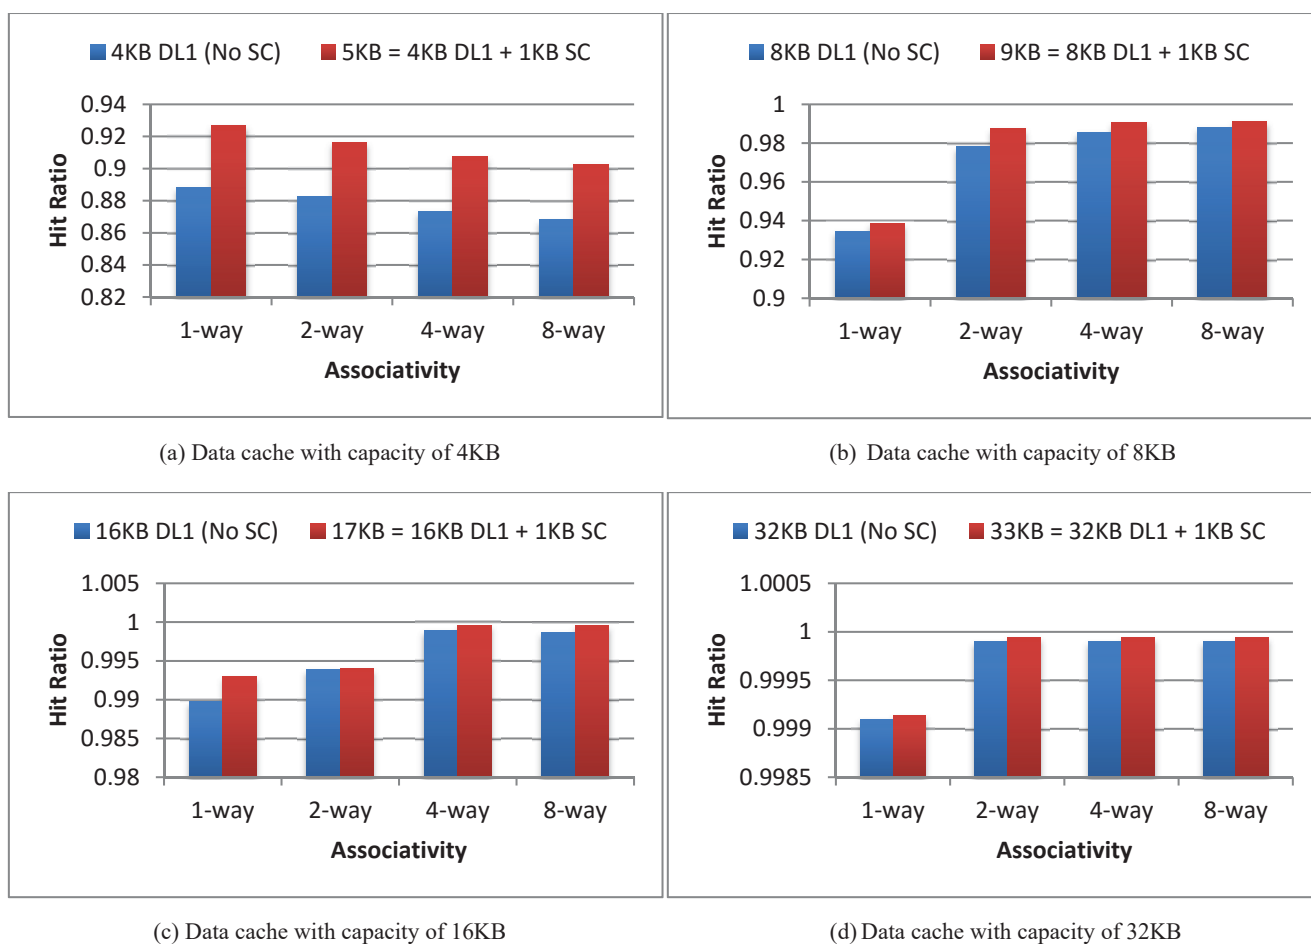 4KB DL1 (No SC) 5KB = 4KB DL1 + 1KB SC
0.94
0.92
0.9
0.88
0.86
0.84
0.82
Hit Ratio
1-way 2-way 4-way 8-way
Associativity
(a) Data cache with capacity of 4KB
8KB DL1 (No SC) 9KB = 8KB DL1 + 1KB SC
1
0.98
0.96
0.94
0.92
0.9
Hit Ratio
1-way 2-way 4-way 8-way
Associativity
(b) Data cache with capacity of 8KB
16KB DL1 (No SC) 17KB = 16KB DL1 + 1KB SC
1.005
1
0.995
0.99
0.985
0.98
Hit Ratio
1-way 2-way 4-way 8-way
Associativity
(c) Data cache with capacity of 16KB
32KB DL1 (No SC) 33KB = 32KB DL1 + 1KB SC
1.0005
1
0.9995
0.999
0.9985
Hit Ratio
1-way 2-way 4-way 8-way
Associativity
(d) Data cache with capacity of 32KB